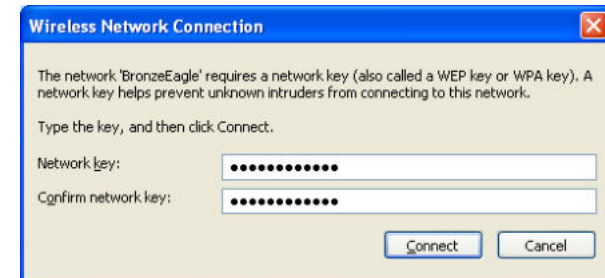 Wireless Network Connection
The network 'BronzeEagle' requires a network key (also called a WEP key or WPA key). A
network key helps prevent unknown intruders from connecting to this network.
Type the key, and then click Connect.
Network key: ●●●●●●●●●●●●
Confirm network key: ●●●●●●●●●●●●
Connect Cancel